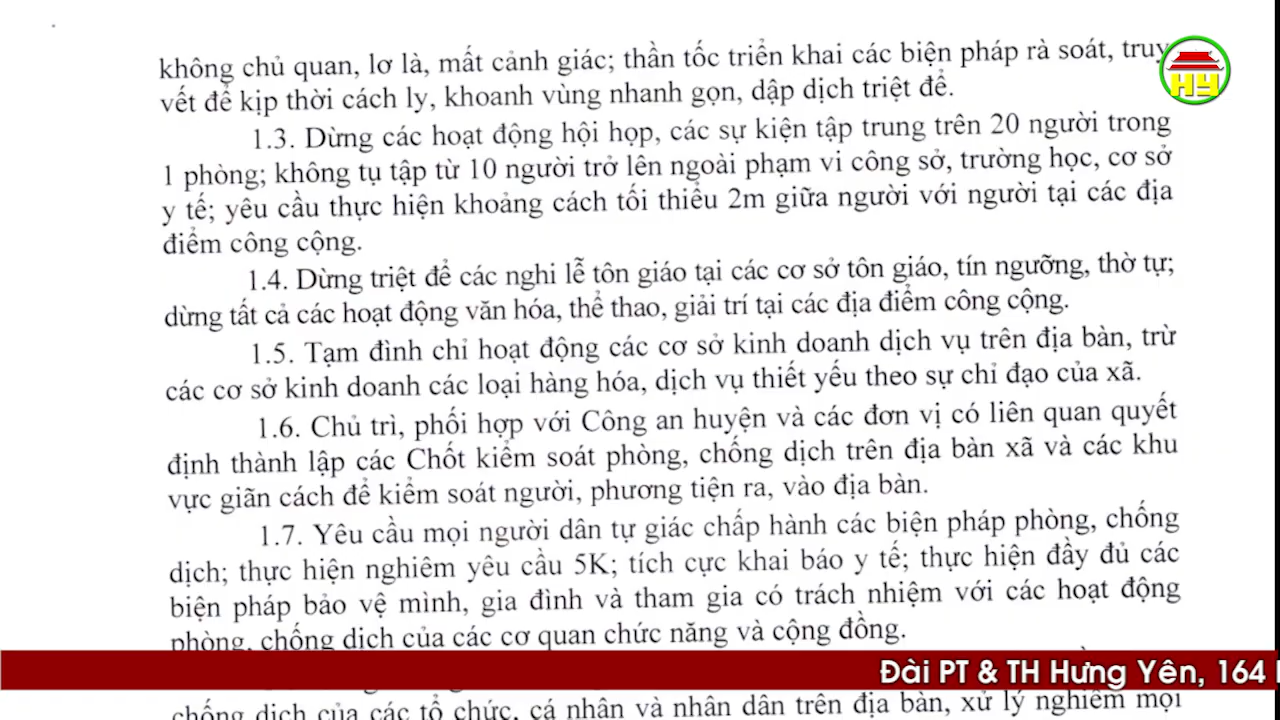 không chủ quan, lơ là, mất cảnh giác; thần tốc triển khai các biện pháp rà soát, truy
HY
vết để kịp thời cách ly, khoanh vùng nhanh gọn, dập dịch triệt để.
1.3. Dừng các hoạt động hội họp, các sự kiện tập trung trên 20 người trong
1 phòng; không tụ tập từ 10 người trở lên ngoài phạm vi công sở, trường học, cơ sở
y tế; yêu cầu thực hiện khoảng cách tối thiểu 2m giữa người với người tại các địa
điểm công cộng.
1.4. Dừng triệt để các nghi lễ tôn giáo tại các cơ sở tôn giáo, tín ngưỡng, thờ tự;
dừng tất cả các hoạt động văn hóa, thể thao, giải trí tại các địa điểm công cộng.
1.5. Tạm đình chỉ hoạt động các cơ sở kinh doanh dịch vụ trên địa bàn, trừ
các cơ sở kinh doanh các loại hàng hóa, dịch vụ thiết yếu theo sự chỉ đạo của xã.
1.6. Chủ trì, phối hợp với Công an huyện và các đơn vị có liên quan quyết
định thành lập các Chốt kiểm soát phòng, chống dịch trên địa bàn xã và các khu
vực giãn cách để kiểm soát người, phương tiện ra, vào địa bàn.
1.7. Yêu cầu mọi người dân tự giác chấp hành các biện pháp phòng, chống
dịch; thực hiện nghiêm yêu cầu 5K; tích cực khai báo y tế; thực hiện đầy đủ các
biện pháp bảo vệ mình, gia đình và tham gia có trách nhiệm với các hoạt động
phòng, chống dịch của các cơ quan chức năng và cộng đồng.
Đài PT & TH Hưng Yên, 164
chống dịch của các tổ chức, cá nhân và nhân dân trên địa bàn, xử lý nghiêm mọi